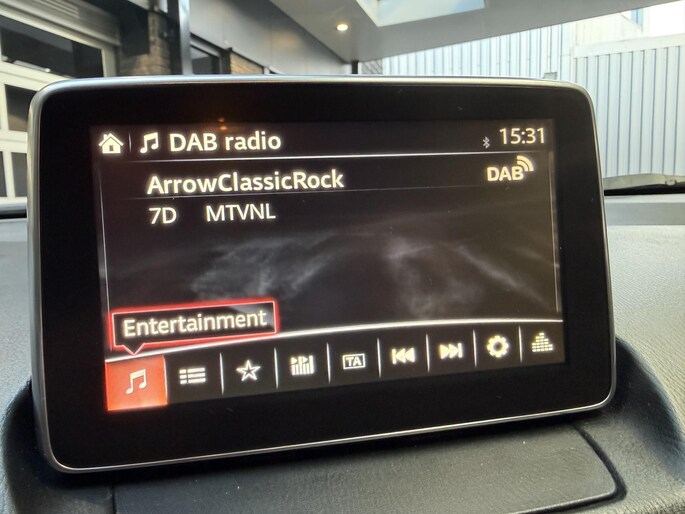 DAB radio 15:31
ArrowClassicRock DAB
7D MTVNL
Entertainment
TA